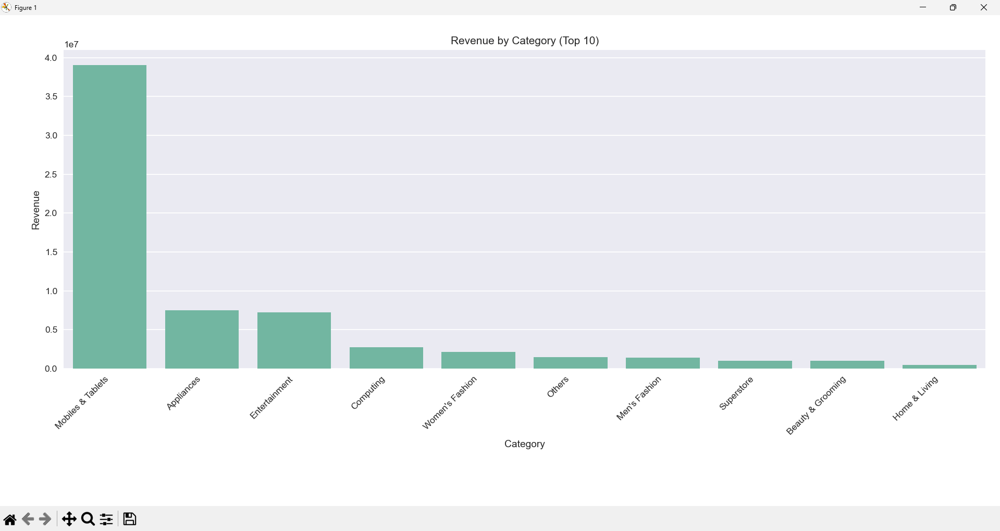 Figure 1
Revenue by Category (Top 10)
1e7
4.0
3.5
3.0
2.5
2.0
1.5
1.0
0.5
0.0
Revenue
Mobiles & Tablets
Appliances
Entertainment
Computing
Women's Fashion
Others
Men's Fashion
Superstore
Beauty & Grooming
Home & Living
Category